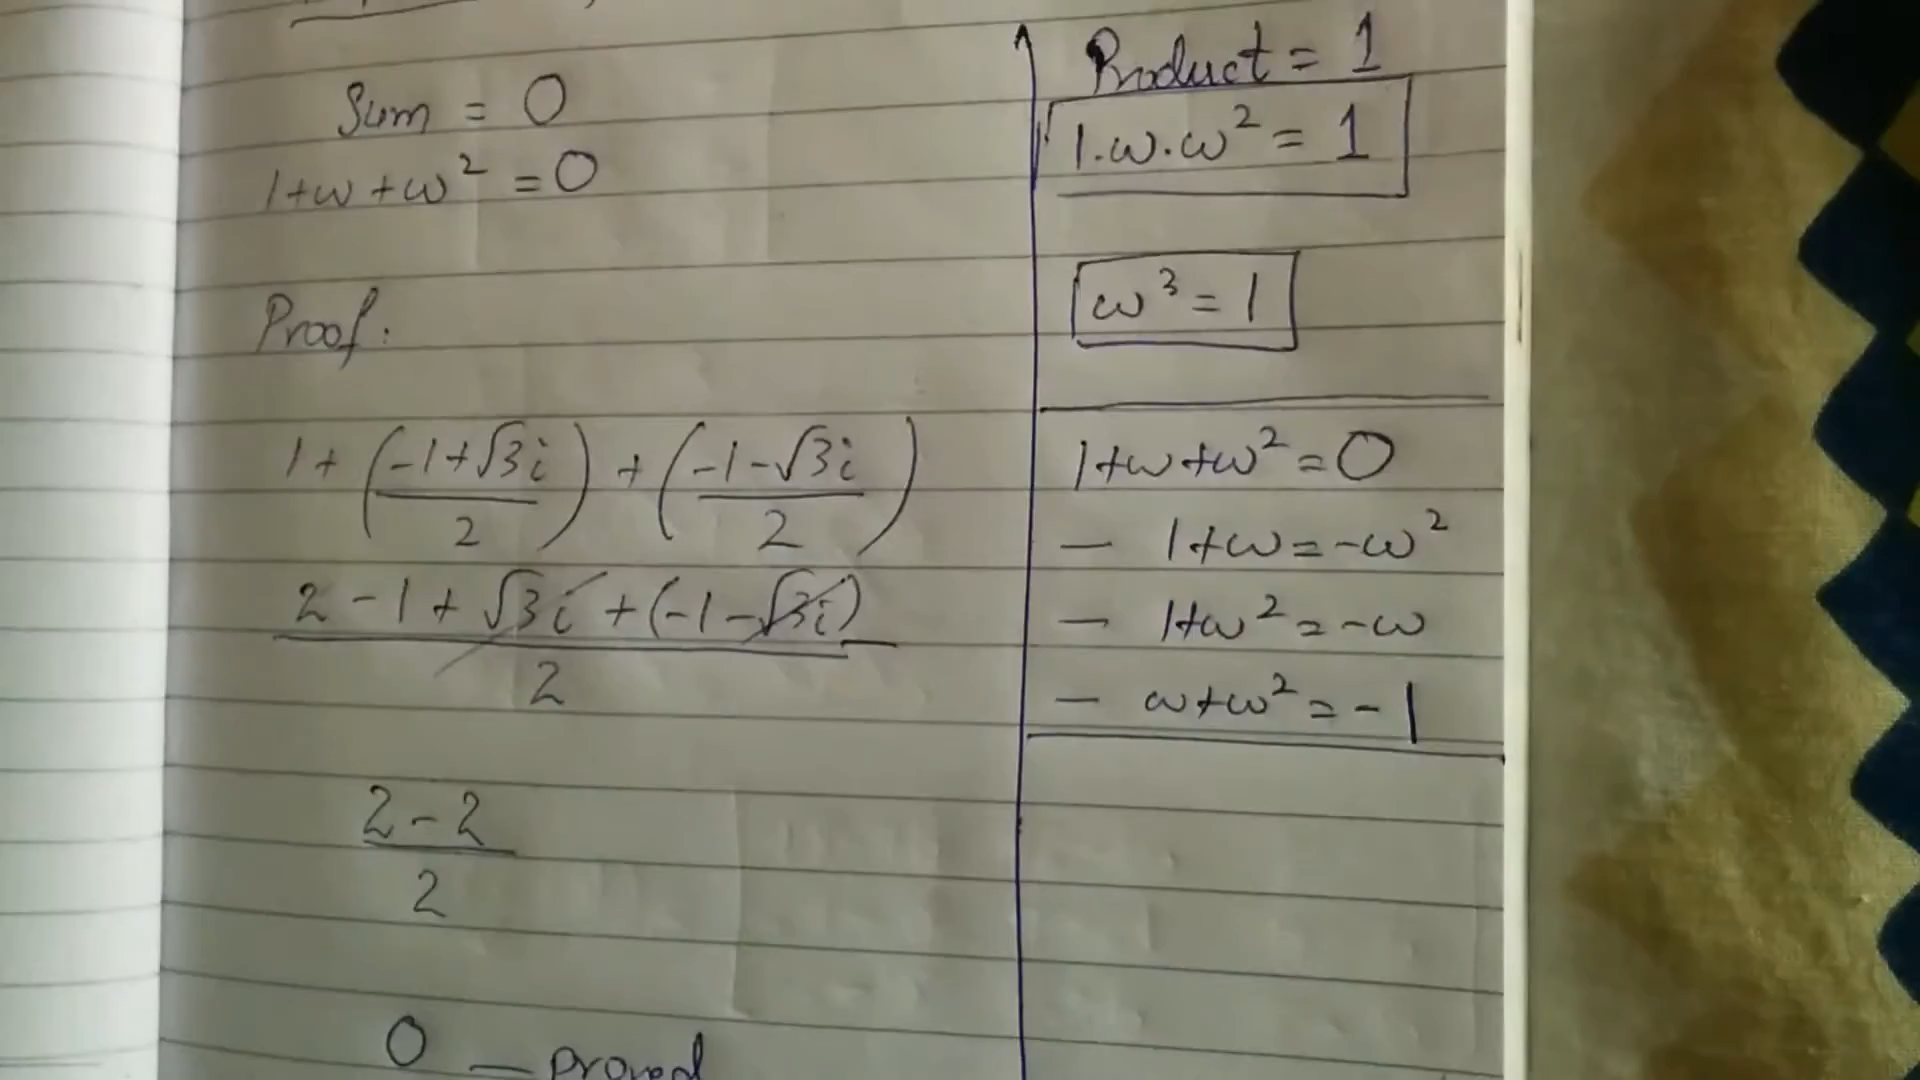 Sum = 0
1+ω+ω² = 0
Proof:
1 + (-1+√3i / 2) + (-1-√3i / 2)
2 - 1 + √3i + (-1-√3i) / 2
2-2 / 2
0 — proved
Product = 1
1.ω.ω² = 1
ω³ = 1
1+ω+ω² = 0
— 1+ω = -ω²
— 1+ω² = -ω
— ω+ω² = -1